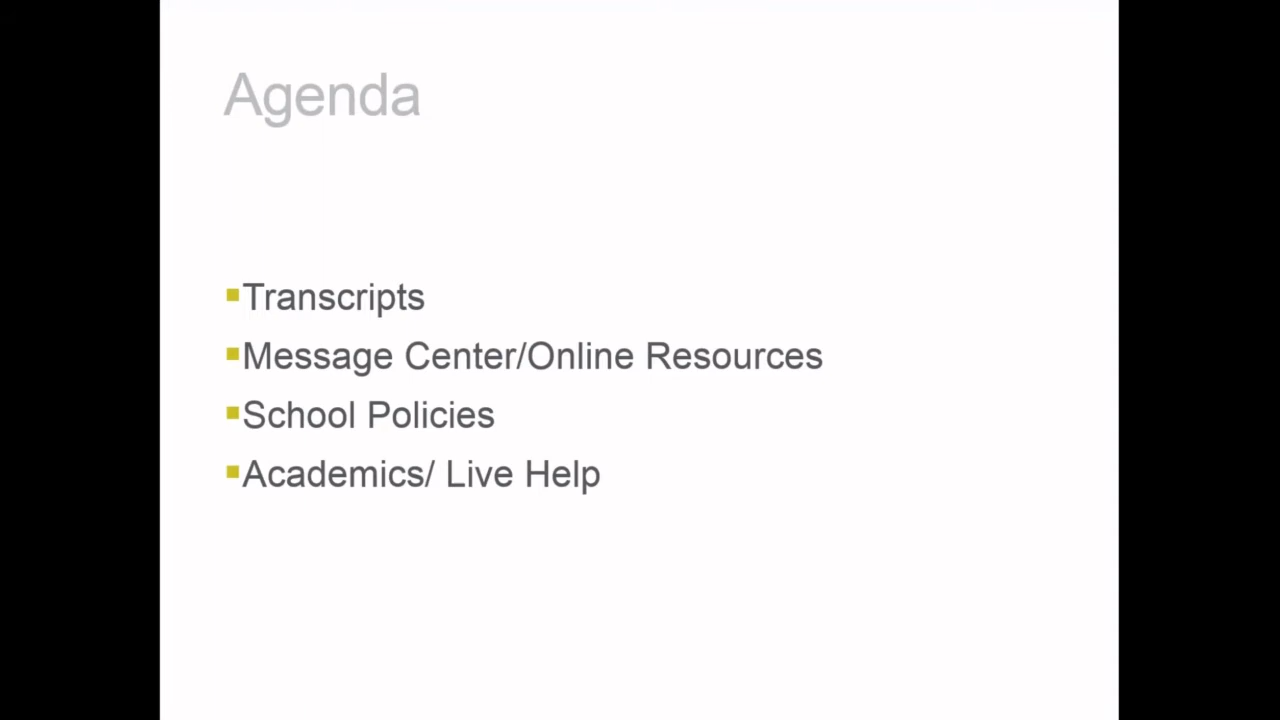 Agenda
Transcripts
Message Center/Online Resources
School Policies
Academics/ Live Help